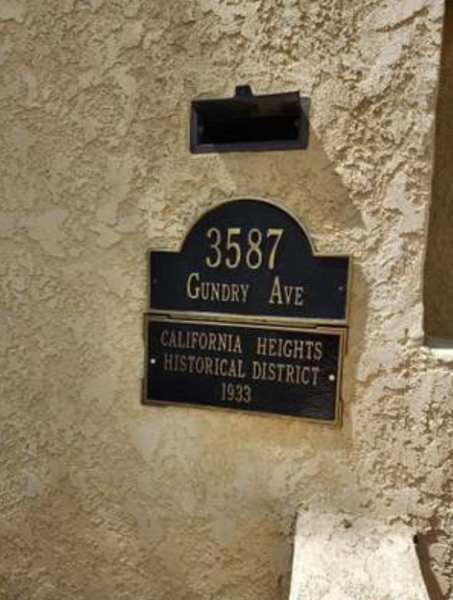 3587
GUNDRY AVE
CALIFORNIA HEIGHTS
HISTORICAL DISTRICT
1933